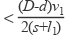 < (D-d)v₁ / 2(s+l₁)